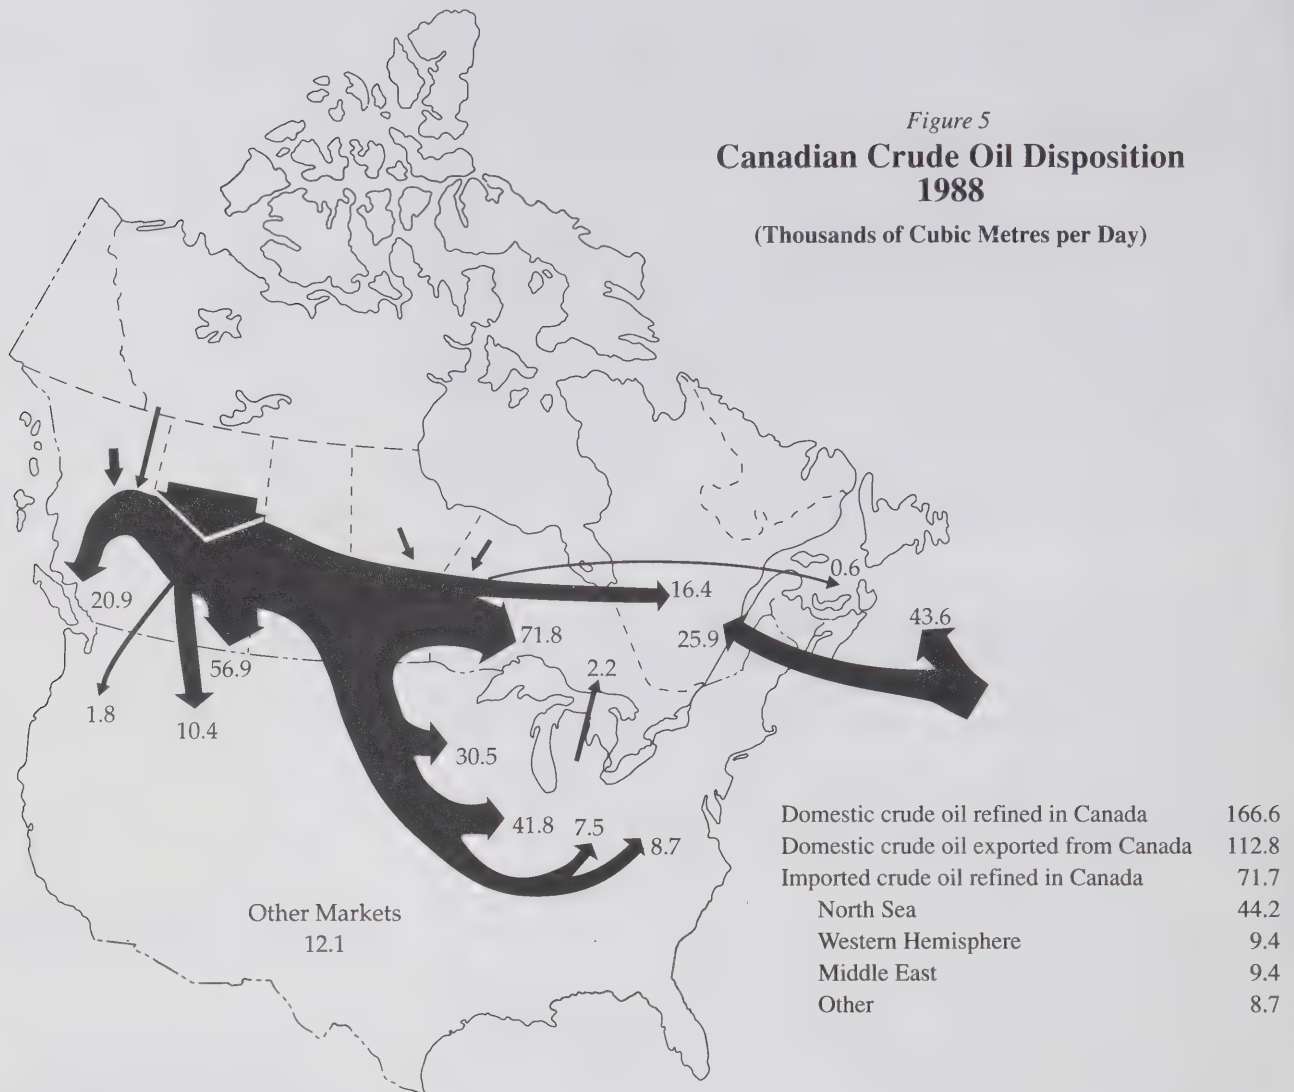 Figure 5
Canadian Crude Oil Disposition
1988
(Thousands of Cubic Metres per Day)
0.6
16.4
20.9
43.6
71.8
25.9
56.9
2.2
1.8
10.4
30.5
41.8
7.5
8.7
Domestic crude oil refined in Canada 166.6
Domestic crude oil exported from Canada 112.8
Imported crude oil refined in Canada 71.7
North Sea 44.2
Western Hemisphere 9.4
Middle East 9.4
Other 8.7
Other Markets
12.1